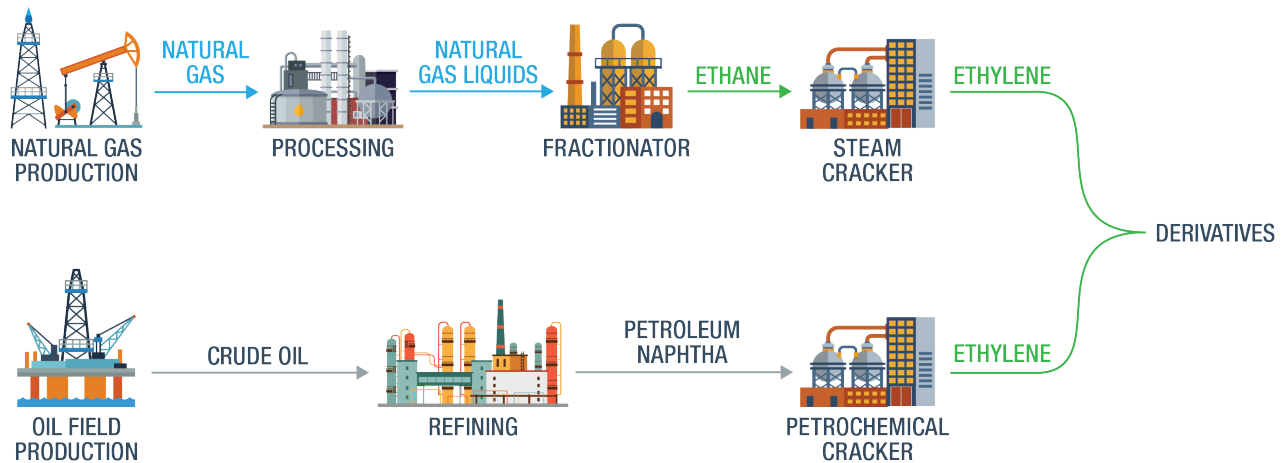 NATURAL
GAS
NATURAL
GAS LIQUIDS
ETHANE
ETHYLENE
NATURAL GAS
PRODUCTION
PROCESSING
FRACTIONATOR
STEAM
CRACKER
DERIVATIVES
CRUDE OIL
PETROLEUM
NAPHTHA
ETHYLENE
OIL FIELD
PRODUCTION
REFINING
PETROCHEMICAL
CRACKER